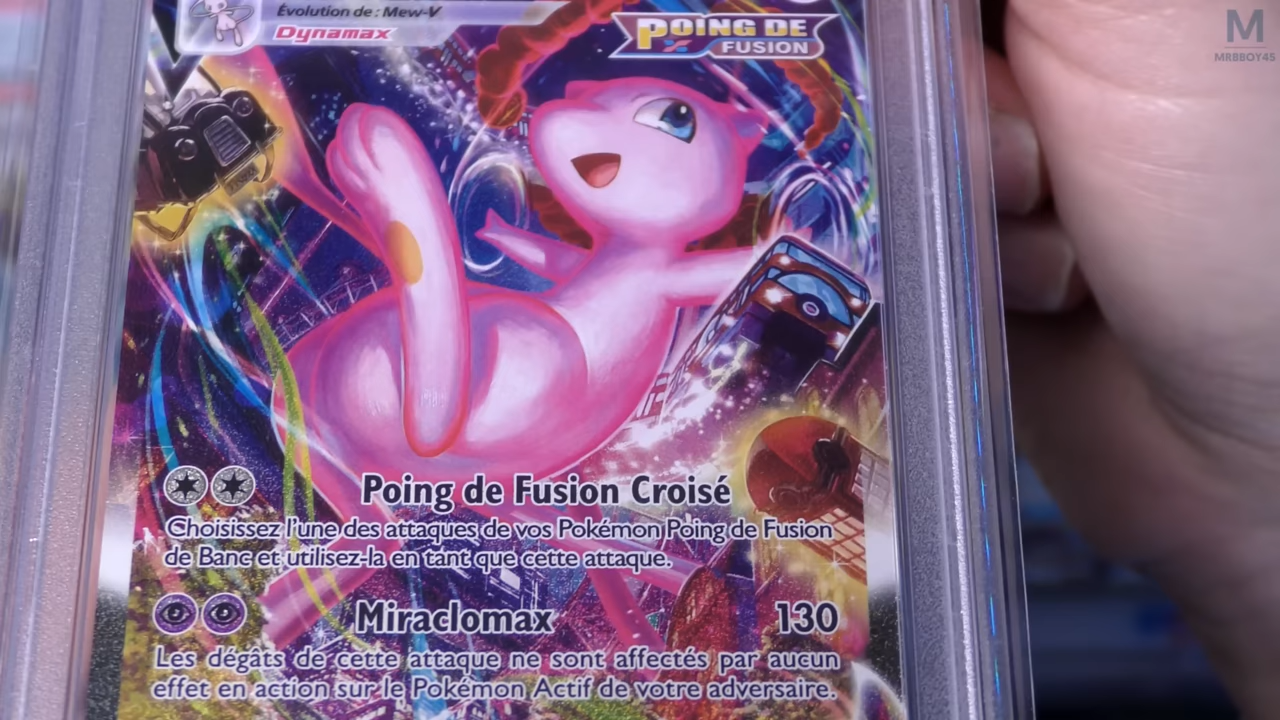 Évolution de : Mew-V
Dynamax
POING DE
FUSION
M
MRBBOY45
Poing de Fusion Croisé
Choisissez l'une des attaques de vos Pokémon Poing de Fusion
de Banc et utilisez-la en tant que cette attaque.
Miraclomax 130
Les dégâts de cette attaque ne sont affectés par aucun
effet en action sur le Pokémon Actif de votre adversaire.